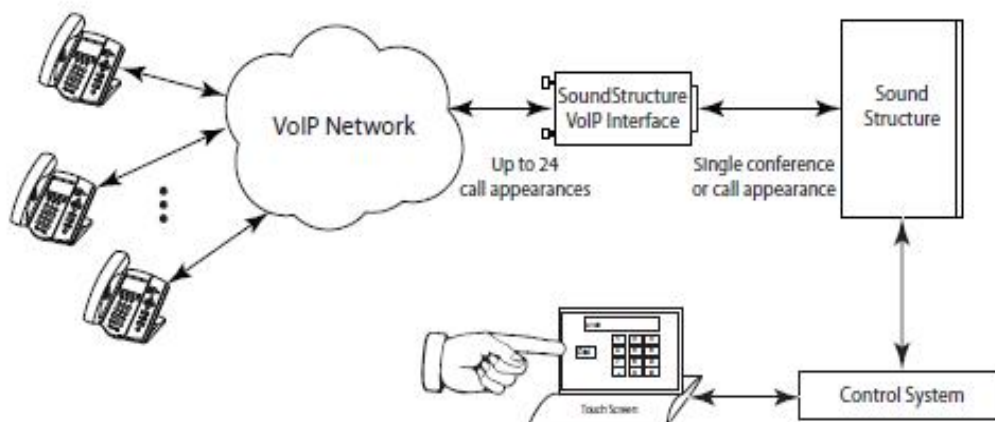 VoIP Network
SoundStructure
VoIP Interface
Sound
Structure
Up to 24
call appearances
Single conference
or call appearance
Touch Screen
Control System